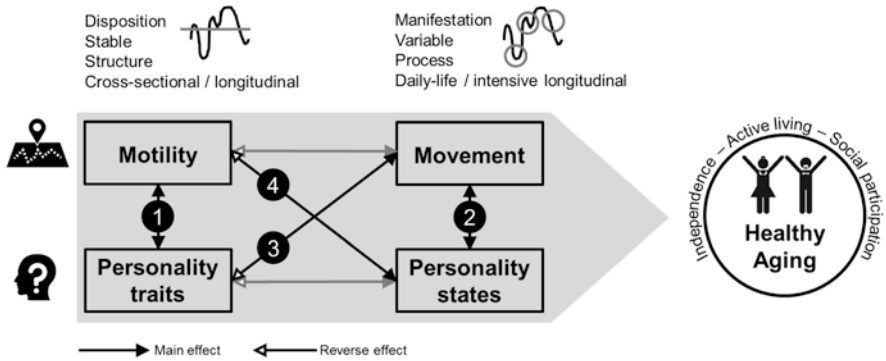 Disposition
Stable
Structure
Cross-sectional / longitudinal
Manifestation
Variable
Process
Daily-life / intensive longitudinal
Motility
Movement
1
4
3
2
Personality
traits
Personality
states
?
Independence – Active living – Social participation
Healthy
Aging
Main effect
Reverse effect